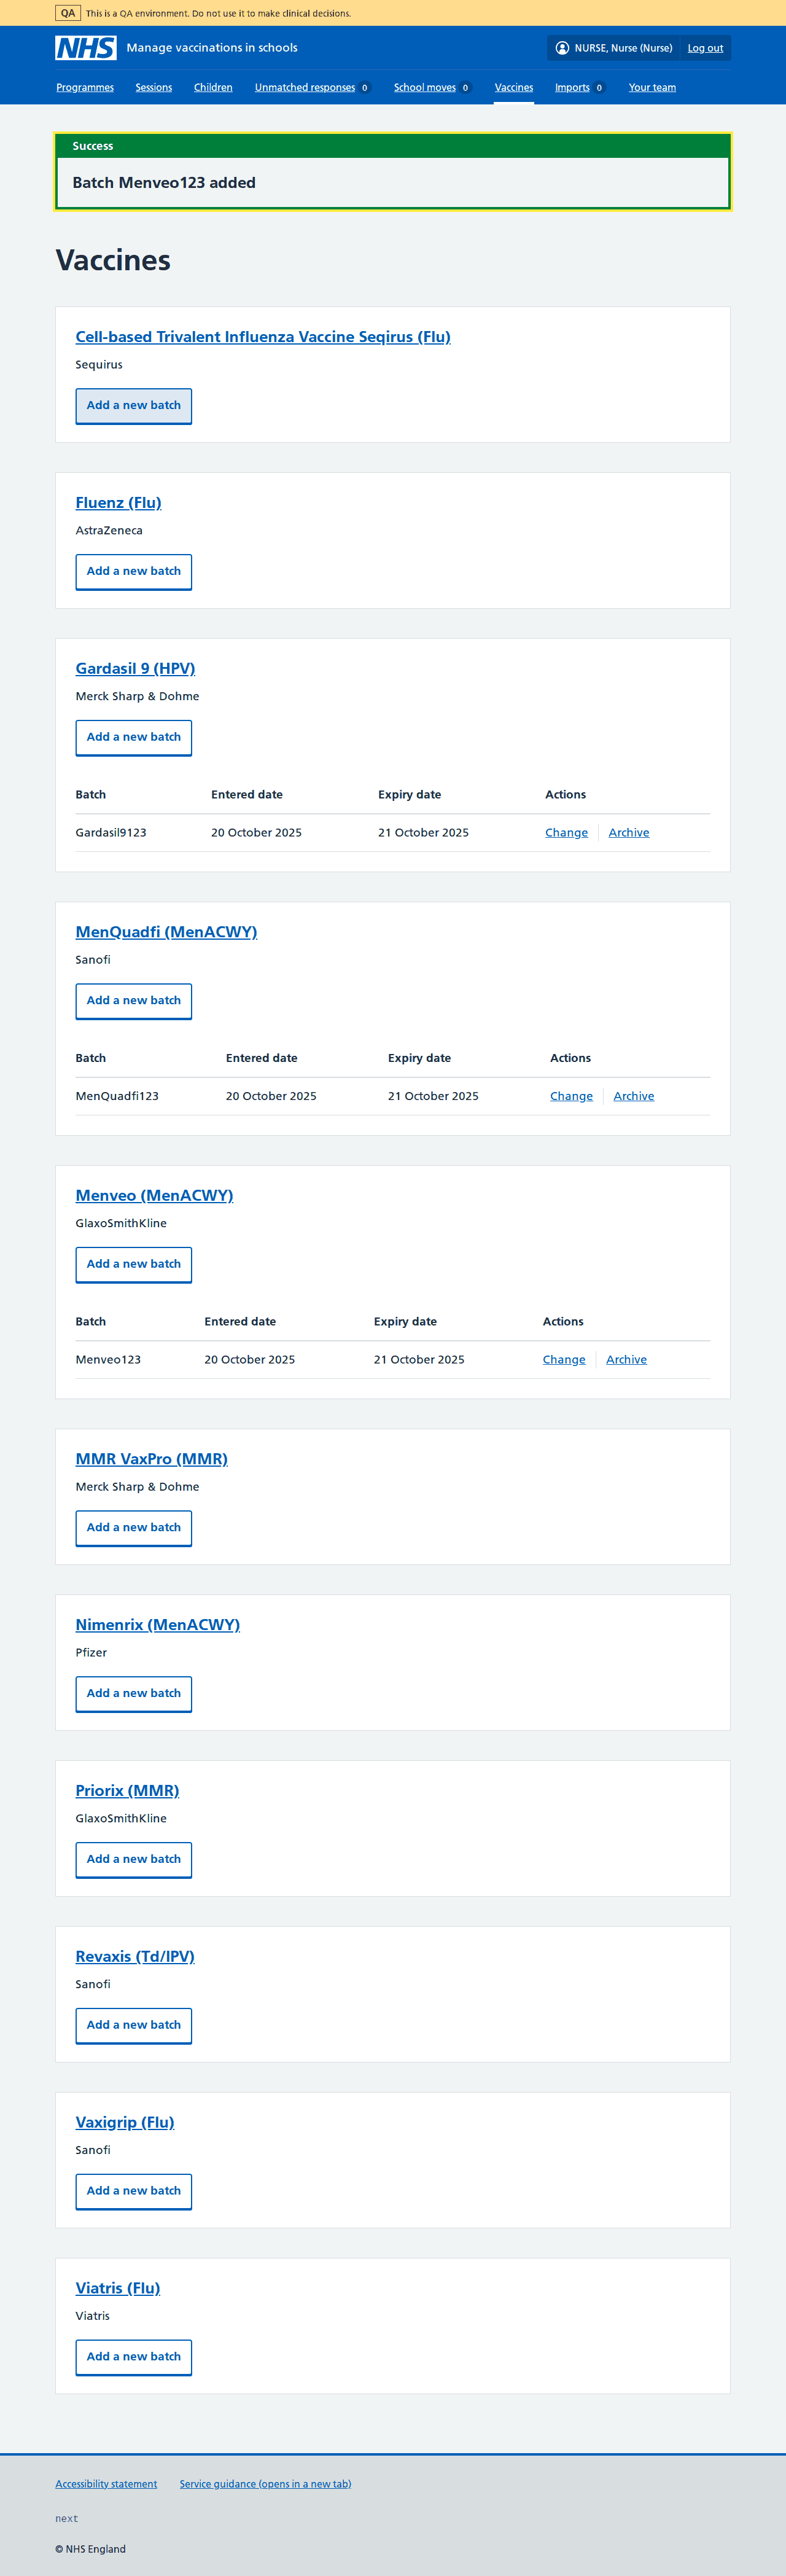 QA This is a QA environment. Do not use it to make clinical decisions.
NHS Manage vaccinations in schools NURSE, Nurse (Nurse) Log out
Programmes Sessions Children Unmatched responses 0 School moves 0 Vaccines Imports 0 Your team
Success
Batch Menveo123 added
Vaccines
Cell-based Trivalent Influenza Vaccine Seqirus (Flu)
Sequirus
Add a new batch
Fluenz (Flu)
AstraZeneca
Add a new batch
Gardasil 9 (HPV)
Merck Sharp & Dohme
Add a new batch
Batch Entered date Expiry date Actions
Gardasil9123 20 October 2025 21 October 2025 Change Archive
MenQuadfi (MenACWY)
Sanofi
Add a new batch
Batch Entered date Expiry date Actions
MenQuadfi123 20 October 2025 21 October 2025 Change Archive
Menveo (MenACWY)
GlaxoSmithKline
Add a new batch
Batch Entered date Expiry date Actions
Menveo123 20 October 2025 21 October 2025 Change Archive
MMR VaxPro (MMR)
Merck Sharp & Dohme
Add a new batch
Nimenrix (MenACWY)
Pfizer
Add a new batch
Priorix (MMR)
GlaxoSmithKline
Add a new batch
Revaxis (Td/IPV)
Sanofi
Add a new batch
Vaxigrip (Flu)
Sanofi
Add a new batch
Viatris (Flu)
Viatris
Add a new batch
Accessibility statement Service guidance (opens in a new tab)
next
© NHS England